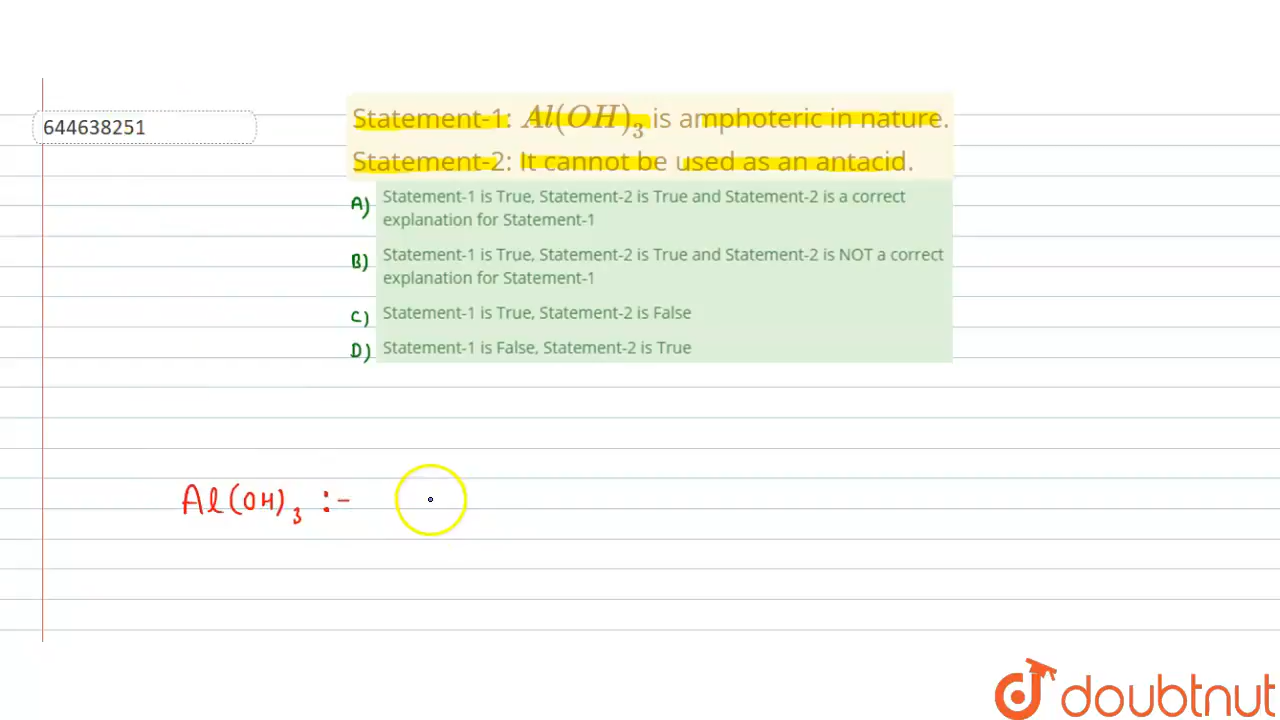 644638251
Statement-1: Al(OH)₃ is amphoteric in nature.
Statement-2: It cannot be used as an antacid.
A) Statement-1 is True, Statement-2 is True and Statement-2 is a correct
explanation for Statement-1
B) Statement-1 is True, Statement-2 is True and Statement-2 is NOT a correct
explanation for Statement-1
C) Statement-1 is True, Statement-2 is False
D) Statement-1 is False, Statement-2 is True
Al(OH)₃ :-
doubtnut